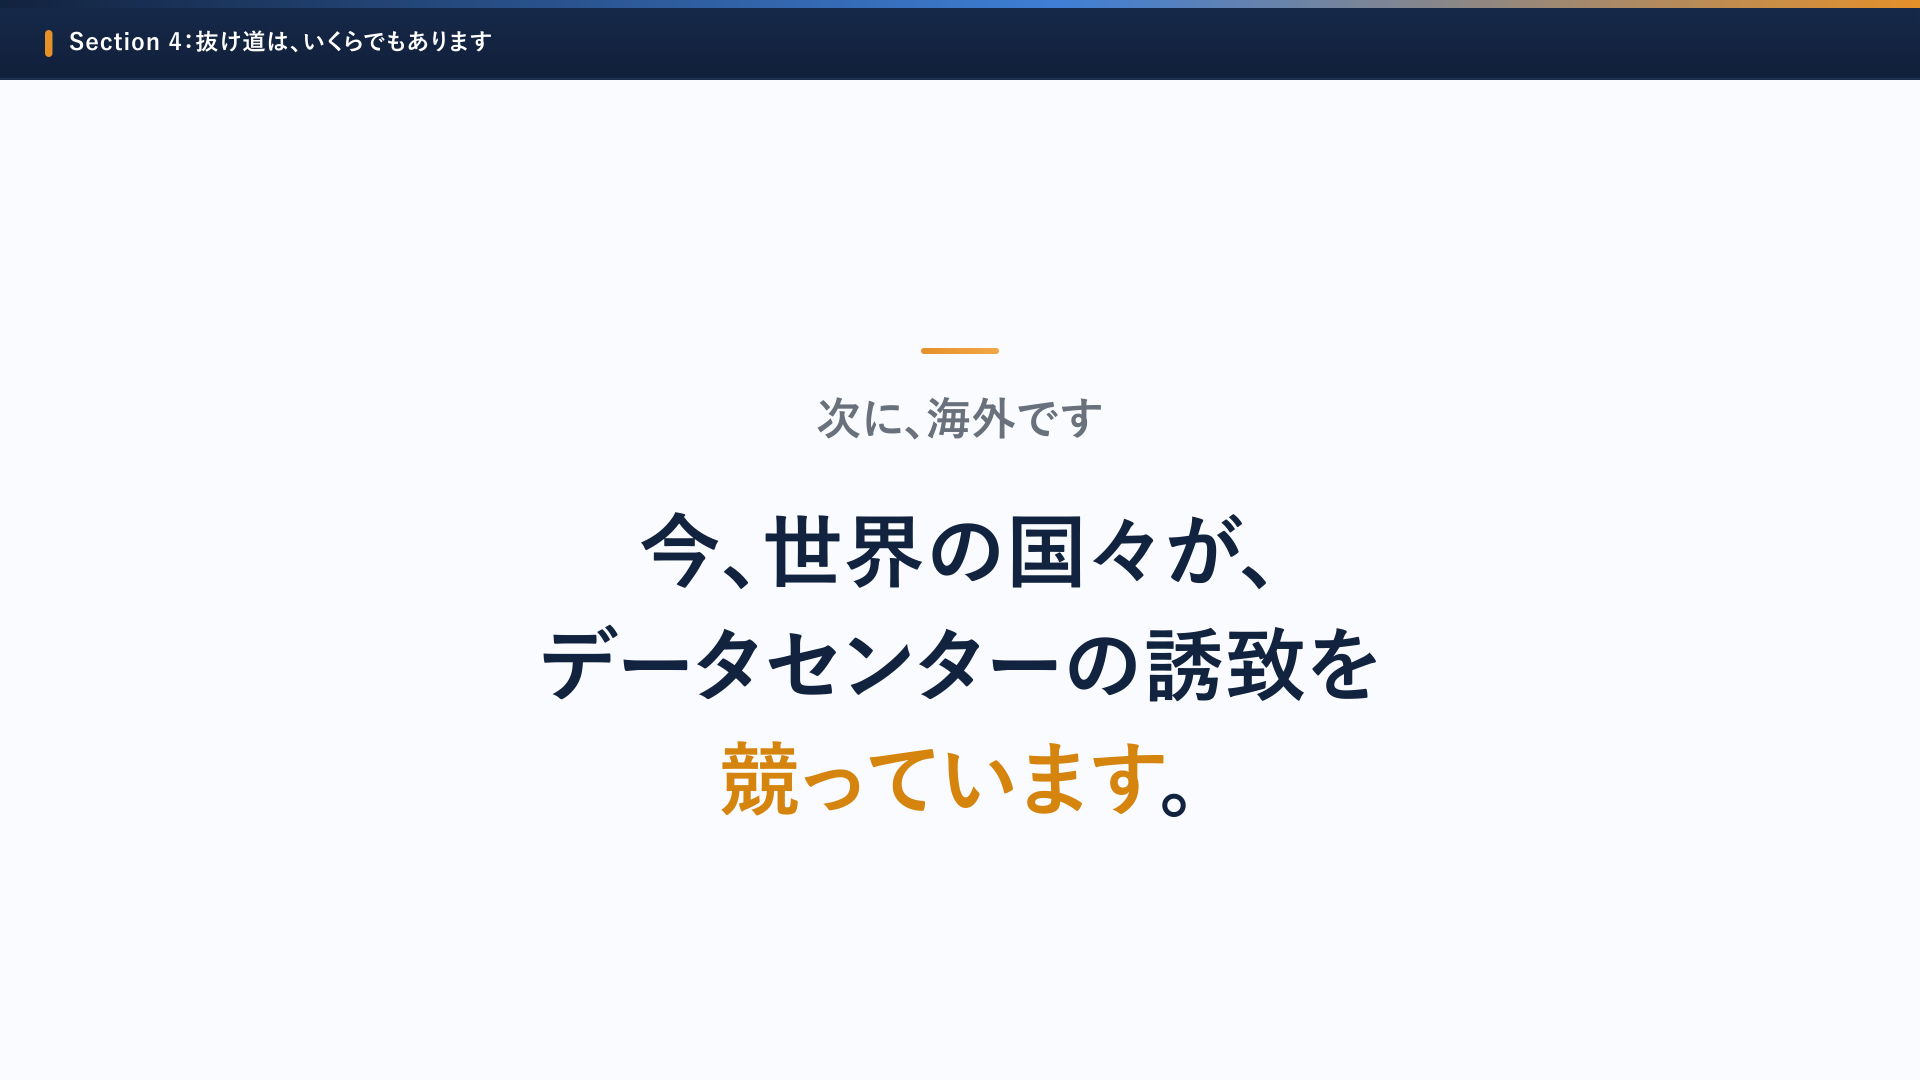 Section 4：抜け道は、いくらでもあります
次に、海外です
今、世界の国々が、
データセンターの誘致を
競っています。